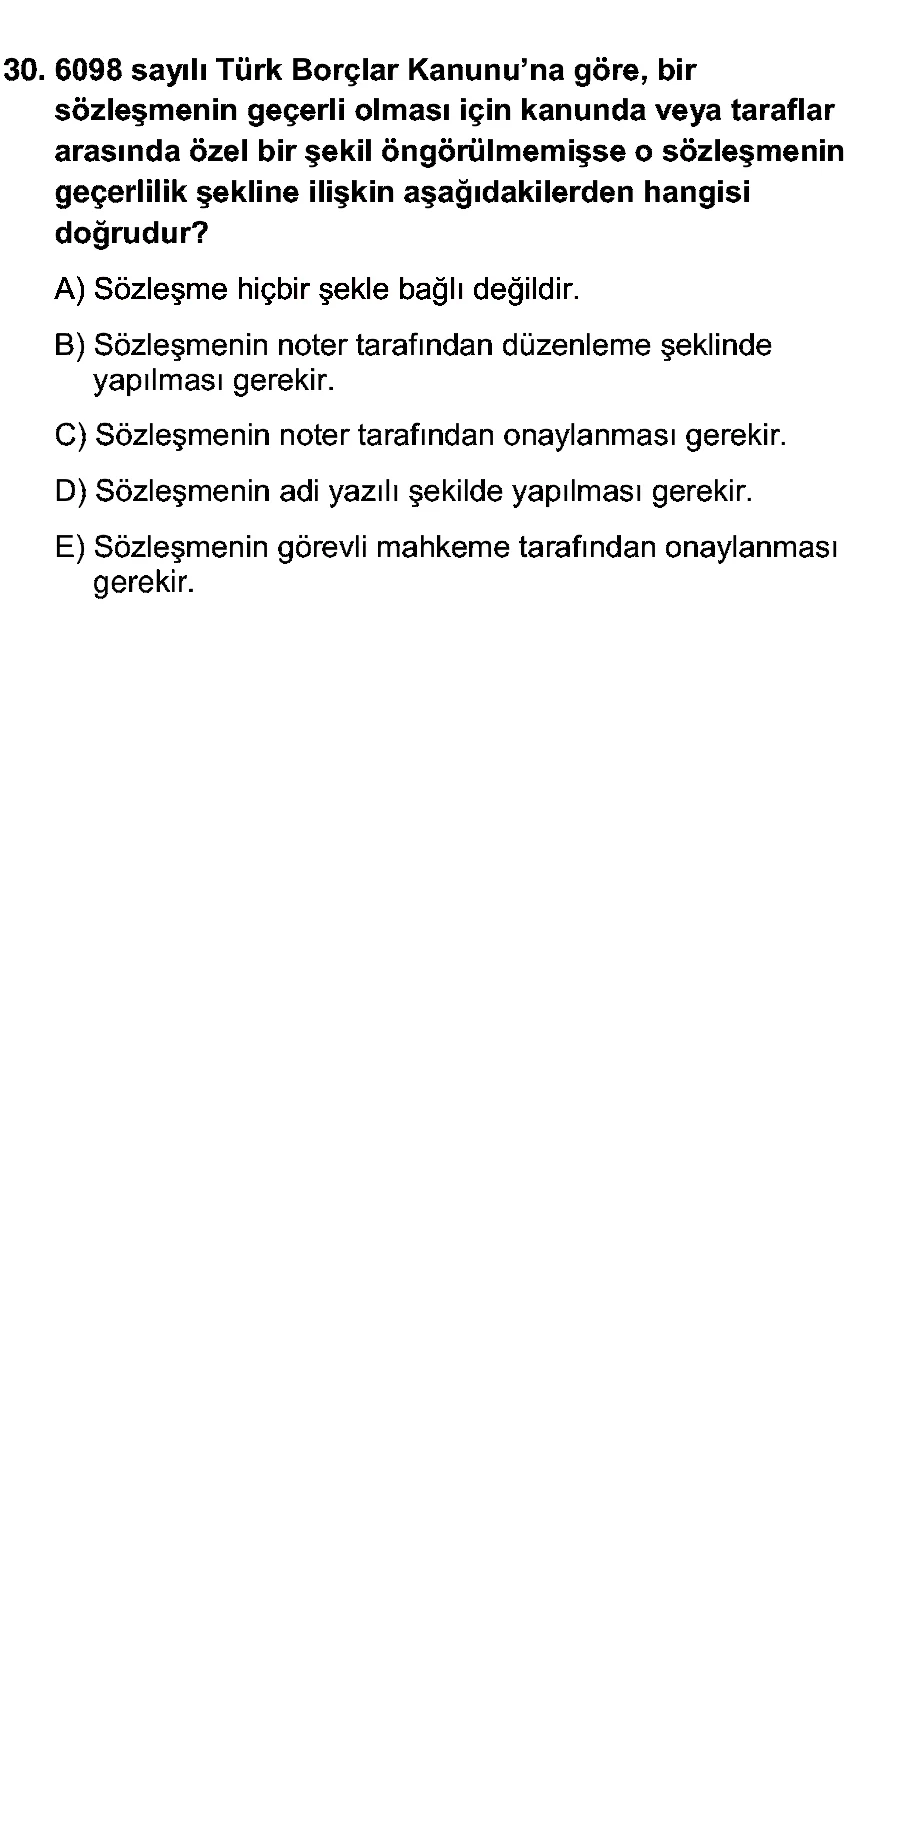 30. 6098 sayılı Türk Borçlar Kanunu’na göre, bir
sözleşmenin geçerli olması için kanunda veya taraflar
arasında özel bir şekil öngörülmemişse o sözleşmenin
geçerlilik şekline ilişkin aşağıdakilerden hangisi
doğrudur?
A) Sözleşme hiçbir şekle bağlı değildir.
B) Sözleşmenin noter tarafından düzenleme şeklinde
yapılması gerekir.
C) Sözleşmenin noter tarafından onaylanması gerekir.
D) Sözleşmenin adi yazılı şekilde yapılması gerekir.
E) Sözleşmenin görevli mahkeme tarafından onaylanması
gerekir.